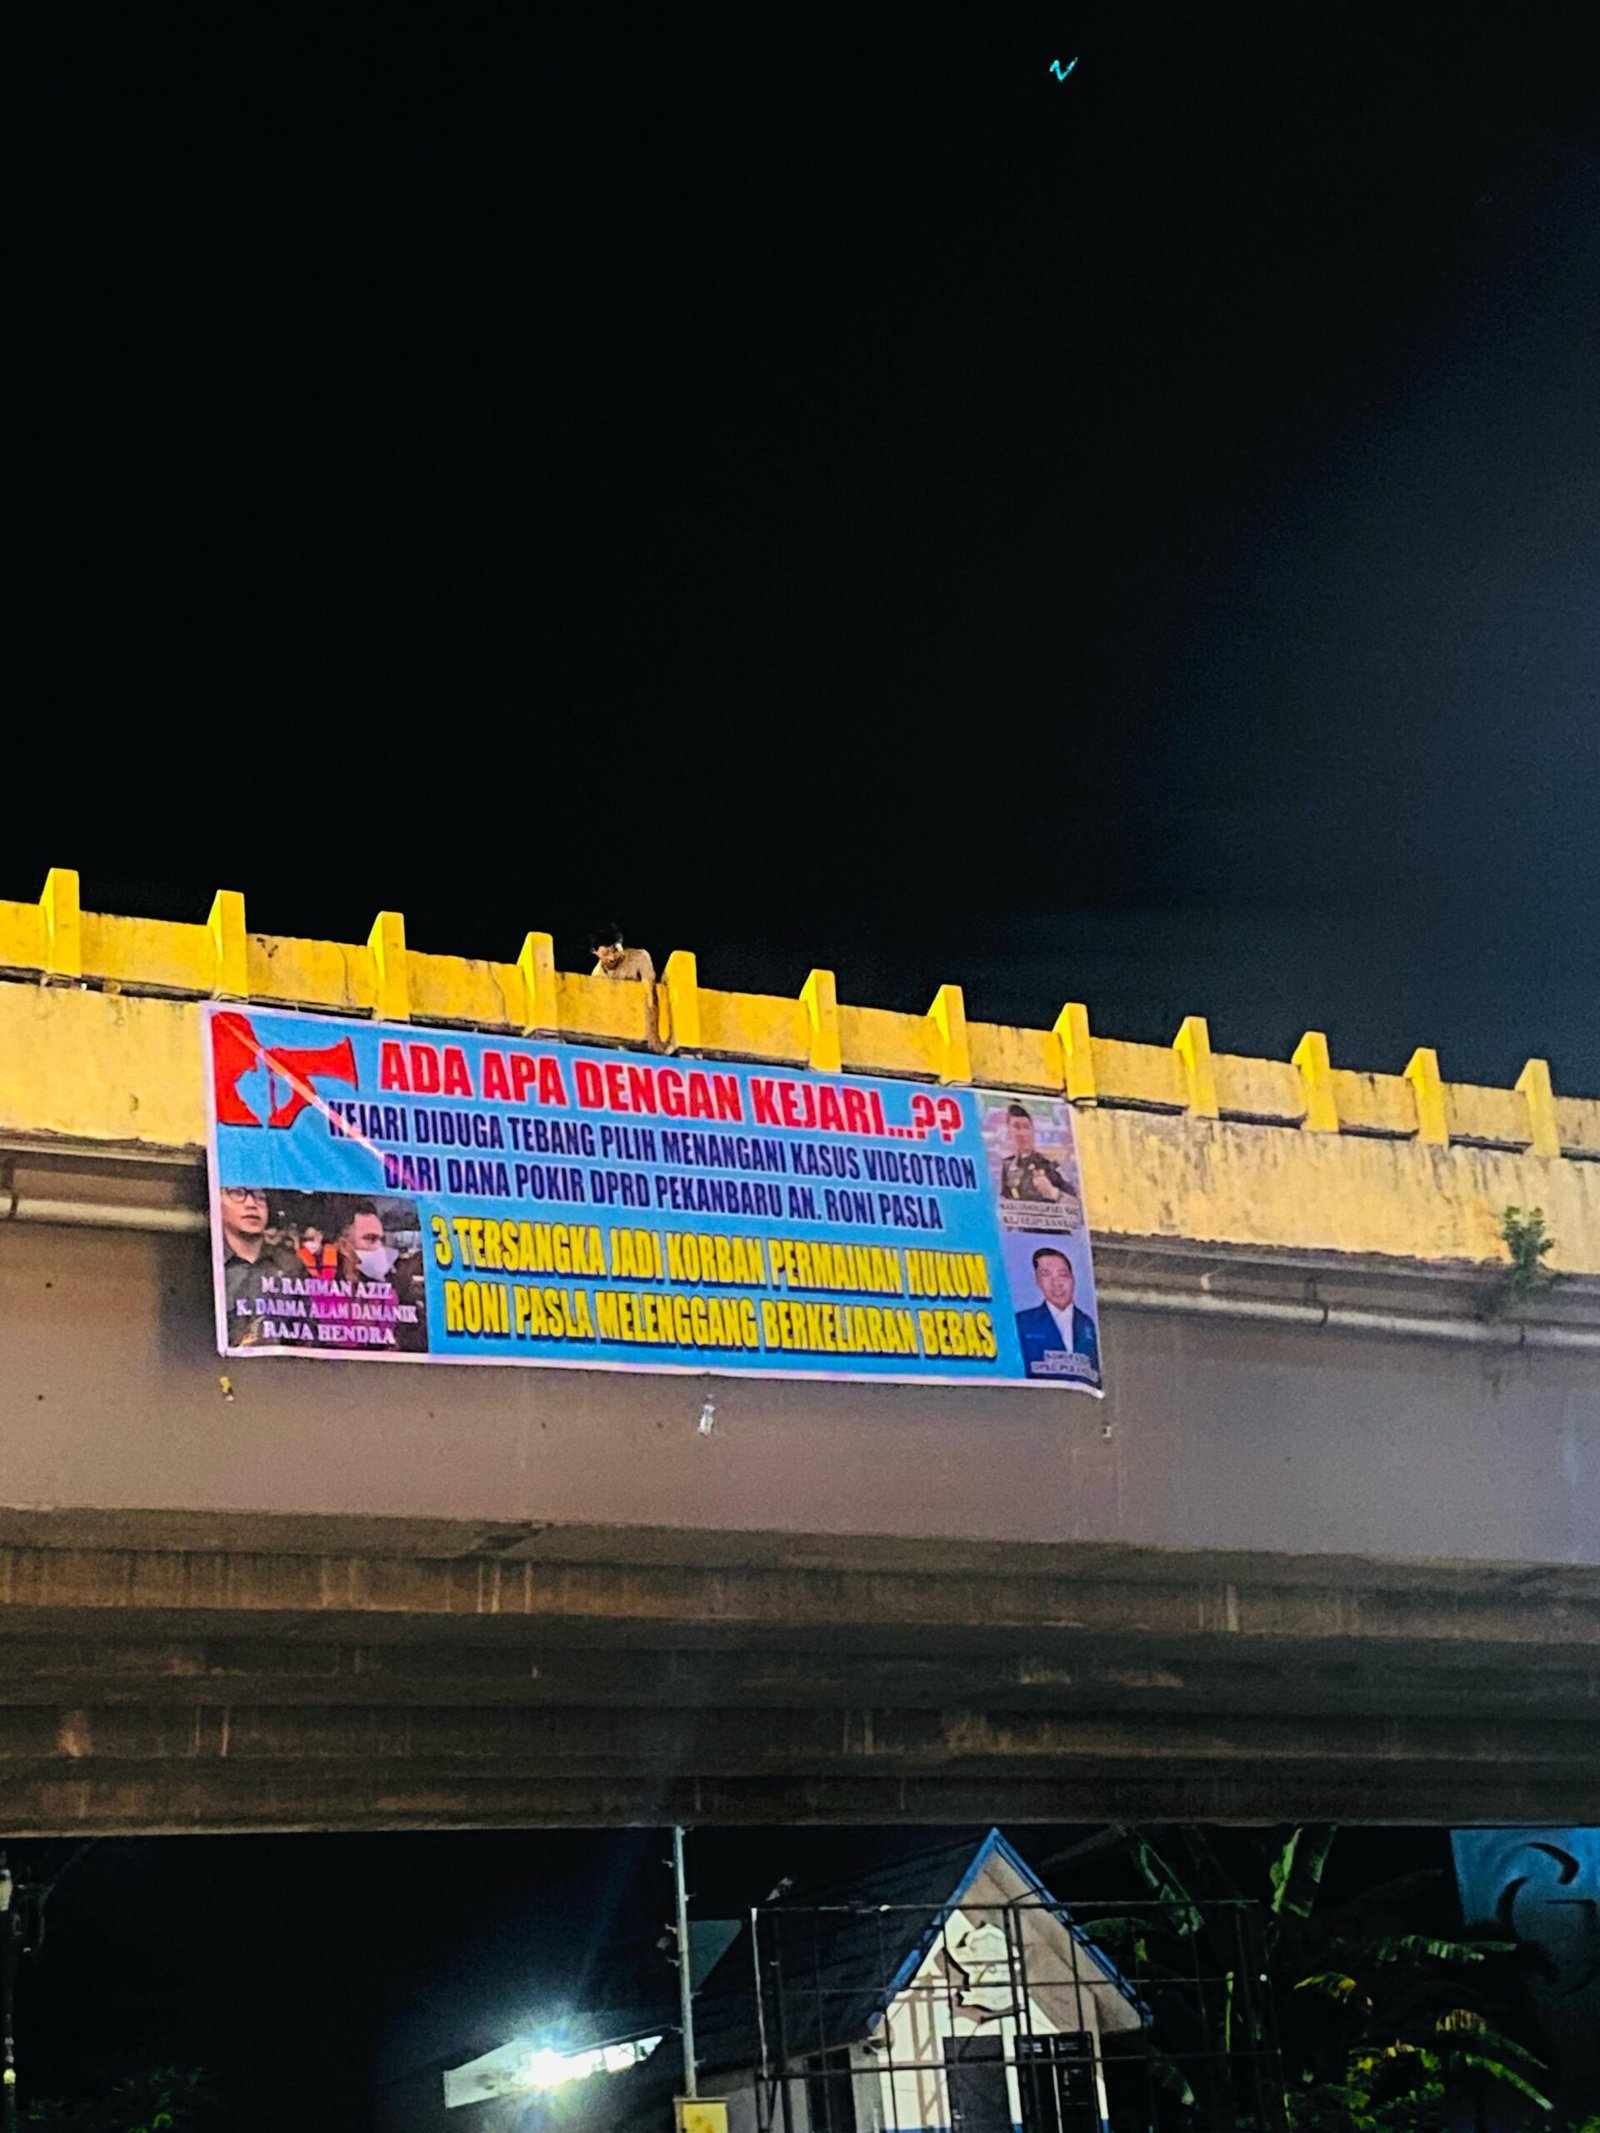 ADA APA DENGAN KEJARI...??
KEJARI DIDUGA TEBANG PILIH MENANGANI KASUS VIDEOTRON
DARI DANA POKIR DPRD PEKANBARU AN. RONI PASLA
3 TERSANGKA JADI KORBAN PERMAINAN HUKUM
RONI PASLA MELENGGANG BERKELIARAN BEBAS
M. RAHMAN AZIZ
K. DARMA ALAM DAMANIK
RAJA HENDRA